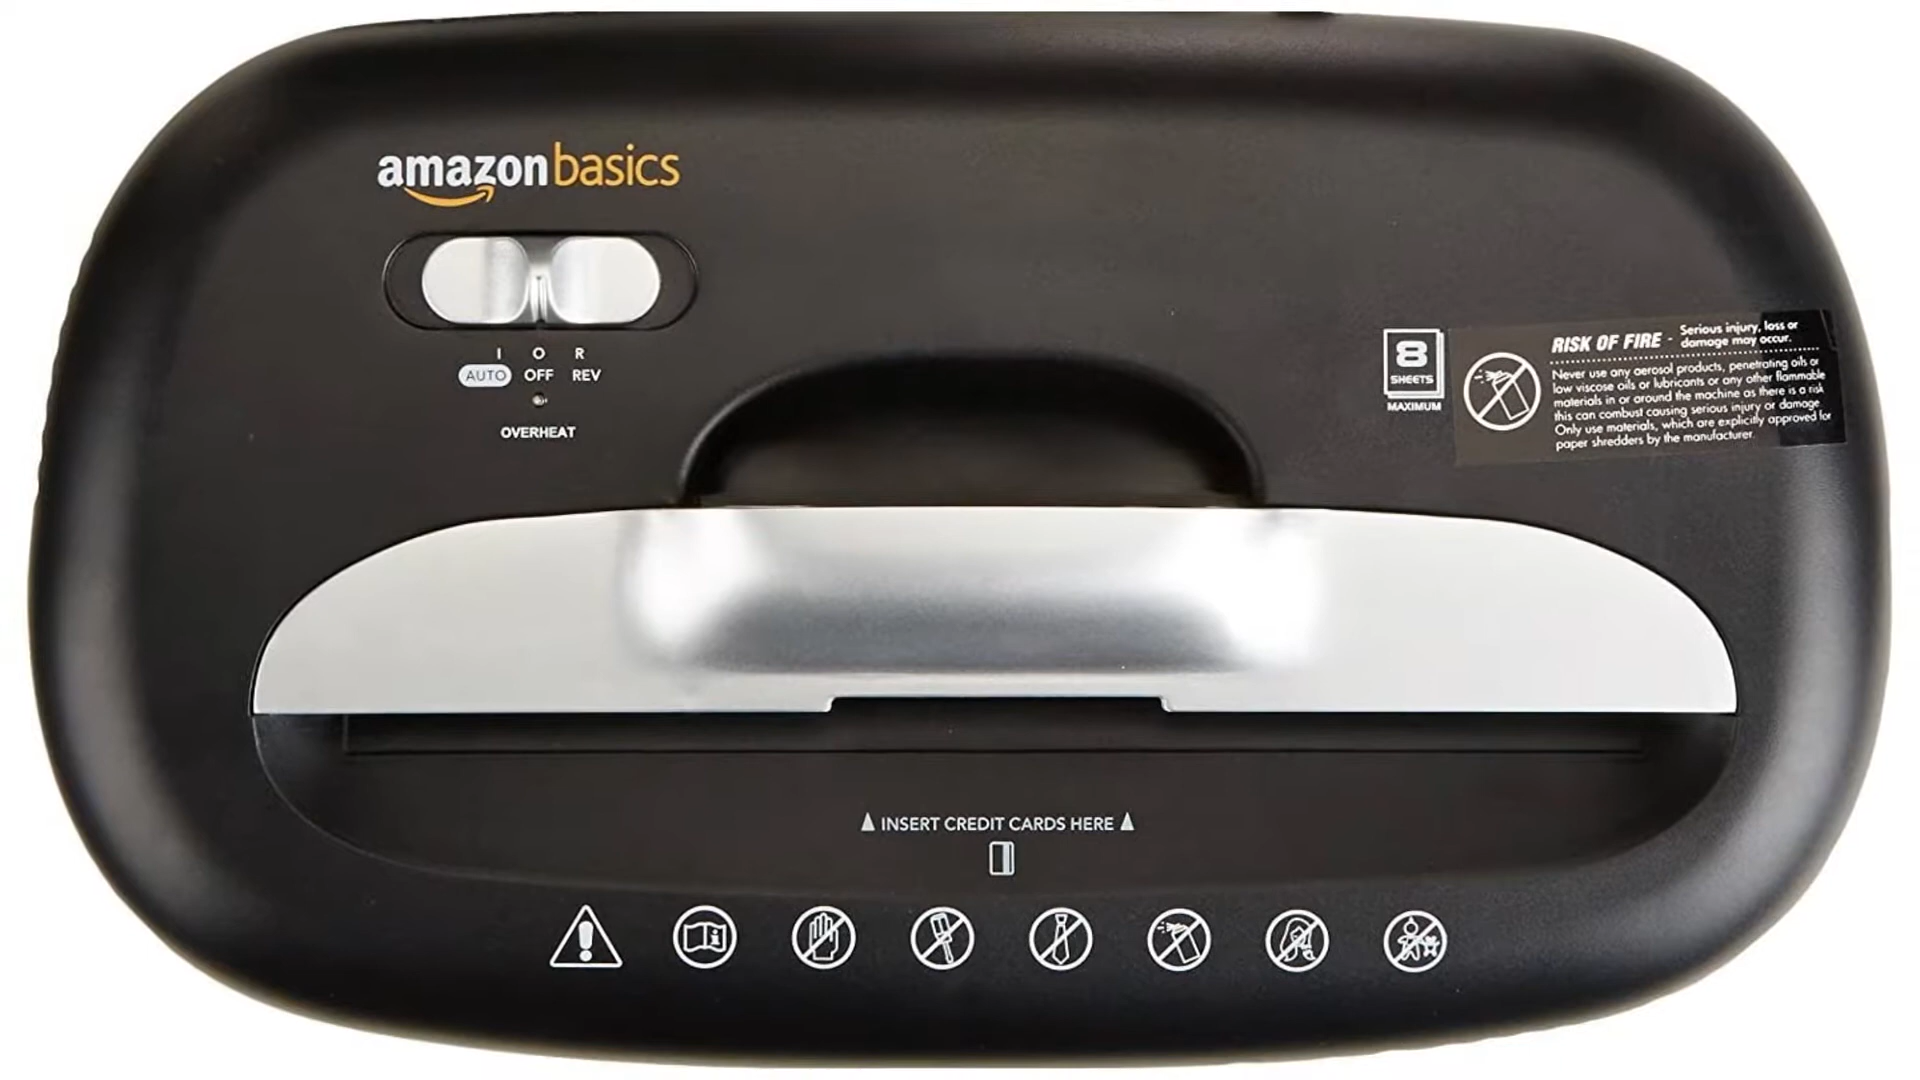 amazonbasics
I O R
AUTO OFF REV
OVERHEAT
8
SHEETS
MAXIMUM
RISK OF FIRE - Serious injury, loss or
damage may occur.
Never use any aerosol products, penetrating oils or
low viscose oils or lubricants or any other flammable
materials in or around the machine as there is a risk
this can combust causing serious injury or damage.
Only use materials, which are explicitly approved for
paper shredders by the manufacturer.
INSERT CREDIT CARDS HERE